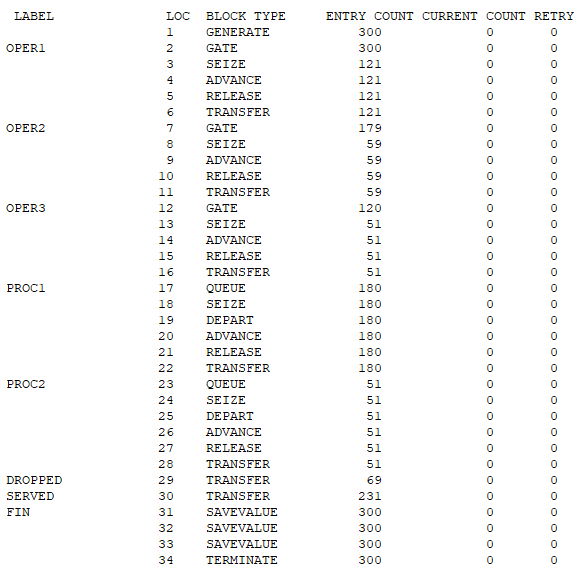 LABEL LOC BLOCK TYPE ENTRY COUNT CURRENT COUNT RETRY
1 GENERATE 300 0 0
OPER1 2 GATE 300 0 0
3 SEIZE 121 0 0
4 ADVANCE 121 0 0
5 RELEASE 121 0 0
6 TRANSFER 121 0 0
OPER2 7 GATE 179 0 0
8 SEIZE 59 0 0
9 ADVANCE 59 0 0
10 RELEASE 59 0 0
11 TRANSFER 59 0 0
OPER3 12 GATE 120 0 0
13 SEIZE 51 0 0
14 ADVANCE 51 0 0
15 RELEASE 51 0 0
16 TRANSFER 51 0 0
PROC1 17 QUEUE 180 0 0
18 SEIZE 180 0 0
19 DEPART 180 0 0
20 ADVANCE 180 0 0
21 RELEASE 180 0 0
22 TRANSFER 180 0 0
PROC2 23 QUEUE 51 0 0
24 SEIZE 51 0 0
25 DEPART 51 0 0
26 ADVANCE 51 0 0
27 RELEASE 51 0 0
28 TRANSFER 51 0 0
DROPPED 29 TRANSFER 69 0 0
SERVED 30 TRANSFER 231 0 0
FIN 31 SAVEVALUE 300 0 0
32 SAVEVALUE 300 0 0
33 SAVEVALUE 300 0 0
34 TERMINATE 300 0 0